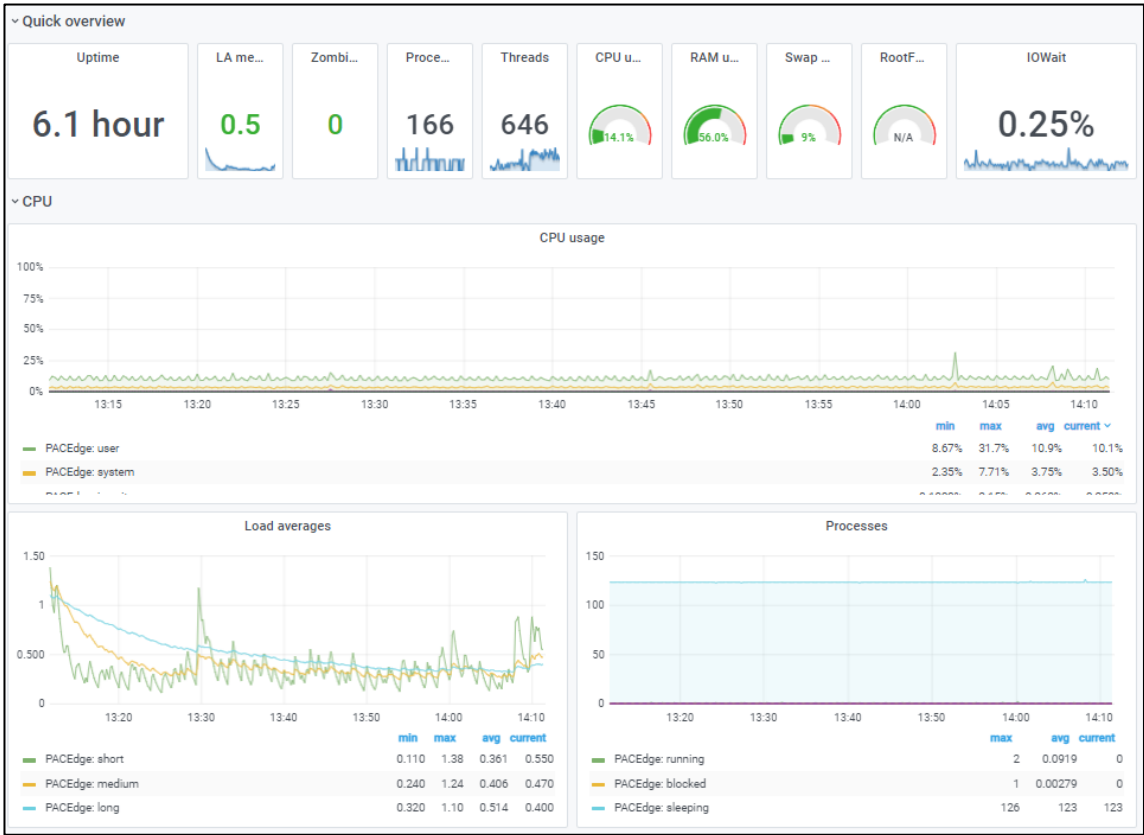 Quick overview
Uptime LA me... Zombi... Proce... Threads CPU u... RAM u... Swap ... RootF... IOWait
6.1 hour 0.5 0 166 646 14.1% 56.0% 9% N/A 0.25%
CPU
CPU usage
100%
75%
50%
25%
0%
13:15 13:20 13:25 13:30 13:35 13:40 13:45 13:50 13:55 14:00 14:05 14:10
min max avg current
PACEdge: user 8.67% 31.7% 10.9% 10.1%
PACEdge: system 2.35% 7.71% 3.75% 3.50%
Load averages
1.50
1
0.500
0
13:20 13:30 13:40 13:50 14:00 14:10
min max avg current
PACEdge: short 0.110 1.38 0.361 0.550
PACEdge: medium 0.240 1.24 0.406 0.470
PACEdge: long 0.320 1.10 0.514 0.400
Processes
150
100
50
0
13:20 13:30 13:40 13:50 14:00 14:10
max avg current
PACEdge: running 2 0.0919 0
PACEdge: blocked 1 0.00279 0
PACEdge: sleeping 126 123 123